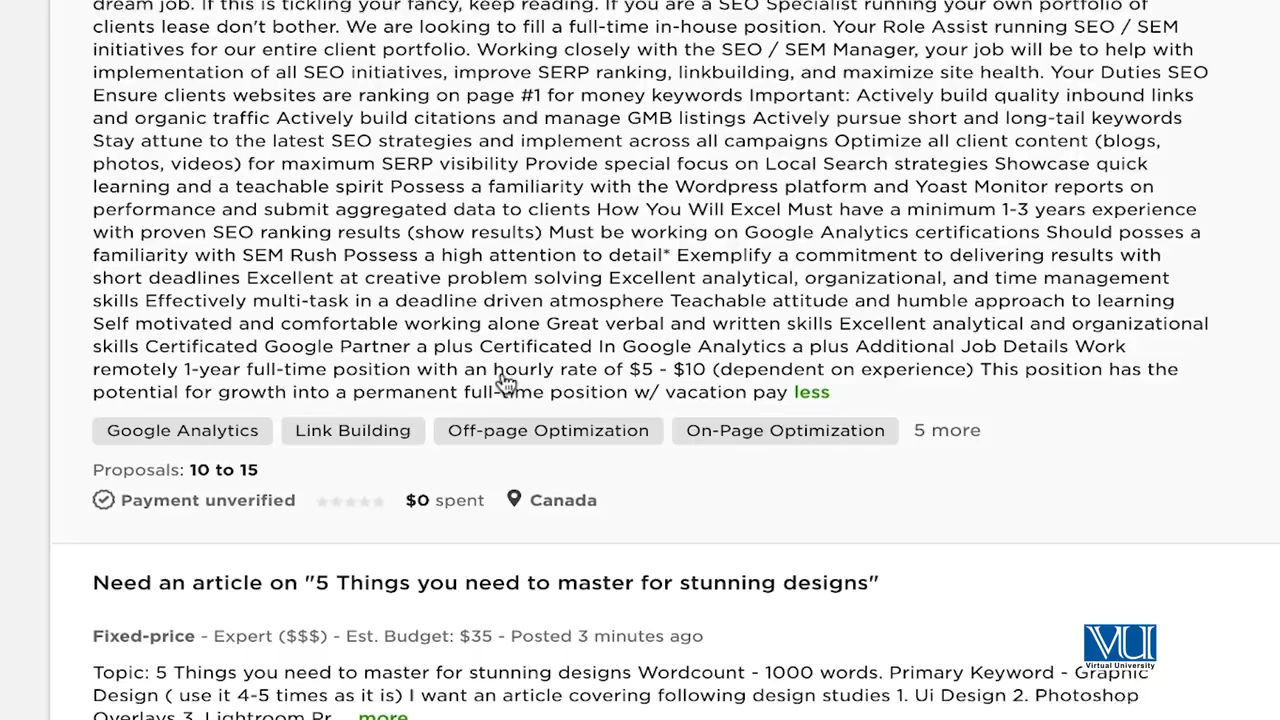 dream job. If this is tickling your fancy, keep reading. If you are a SEO Specialist running your own portfolio of
clients lease don't bother. We are looking to fill a full-time in-house position. Your Role Assist running SEO / SEM
initiatives for our entire client portfolio. Working closely with the SEO / SEM Manager, your job will be to help with
implementation of all SEO initiatives, improve SERP ranking, linkbuilding, and maximize site health. Your Duties SEO
Ensure clients websites are ranking on page #1 for money keywords Important: Actively build quality inbound links
and organic traffic Actively build citations and manage GMB listings Actively pursue short and long-tail keywords
Stay attune to the latest SEO strategies and implement across all campaigns Optimize all client content (blogs,
photos, videos) for maximum SERP visibility Provide special focus on Local Search strategies Showcase quick
learning and a teachable spirit Possess a familiarity with the Wordpress platform and Yoast Monitor reports on
performance and submit aggregated data to clients How You Will Excel Must have a minimum 1-3 years experience
with proven SEO ranking results (show results) Must be working on Google Analytics certifications Should posses a
familiarity with SEM Rush Possess a high attention to detail* Exemplify a commitment to delivering results with
short deadlines Excellent at creative problem solving Excellent analytical, organizational, and time management
skills Effectively multi-task in a deadline driven atmosphere Teachable attitude and humble approach to learning
Self motivated and comfortable working alone Great verbal and written skills Excellent analytical and organizational
skills Certificated Google Partner a plus Certificated In Google Analytics a plus Additional Job Details Work
remotely 1-year full-time position with an hourly rate of $5 - $10 (dependent on experience) This position has the
potential for growth into a permanent full-time position w/ vacation pay less
Google Analytics Link Building Off-page Optimization On-Page Optimization 5 more
Proposals: 10 to 15
Payment unverified $0 spent Canada
Need an article on "5 Things you need to master for stunning designs"
Fixed-price - Expert ($$$) - Est. Budget: $35 - Posted 3 minutes ago
VU
Virtual University
Topic: 5 Things you need to master for stunning designs Wordcount - 1000 words. Primary Keyword - Graphic
Design ( use it 4-5 times as it is) I want an article covering following design studies 1. Ui Design 2. Photoshop
Overlays 3. Lightroom Pr... more